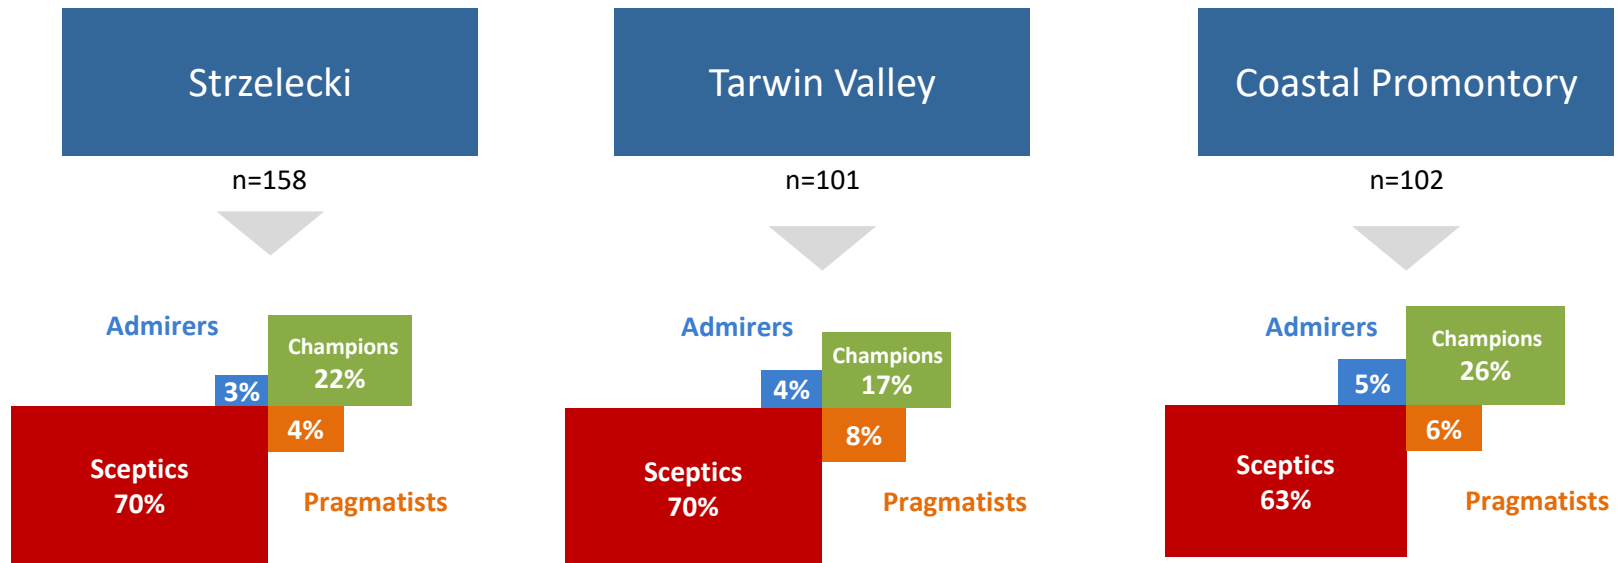 Strzelecki
n=158
Admirers
Champions
22%
3%
4%
Sceptics
70%
Pragmatists
Tarwin Valley
n=101
Admirers
Champions
17%
4%
8%
Sceptics
70%
Pragmatists
Coastal Promontory
n=102
Admirers
Champions
26%
5%
6%
Sceptics
63%
Pragmatists